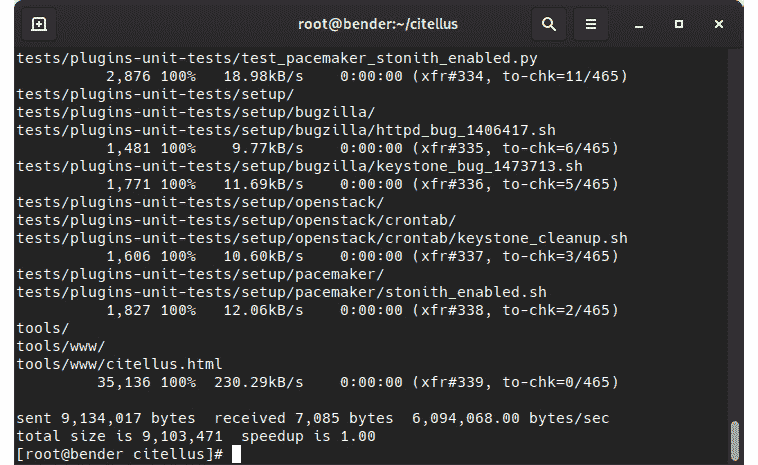 root@bender:~/citellus
tests/plugins-unit-tests/test_pacemaker_stonith_enabled.py
2,876 100% 18.98kB/s 0:00:00 (xfr#334, to-chk=11/465)
tests/plugins-unit-tests/setup/
tests/plugins-unit-tests/setup/bugzilla/
tests/plugins-unit-tests/setup/bugzilla/httpd_bug_1406417.sh
1,481 100% 9.77kB/s 0:00:00 (xfr#335, to-chk=6/465)
tests/plugins-unit-tests/setup/bugzilla/keystone_bug_1473713.sh
1,771 100% 11.69kB/s 0:00:00 (xfr#336, to-chk=5/465)
tests/plugins-unit-tests/setup/openstack/
tests/plugins-unit-tests/setup/openstack/crontab/
tests/plugins-unit-tests/setup/openstack/crontab/keystone_cleanup.sh
1,606 100% 10.60kB/s 0:00:00 (xfr#337, to-chk=3/465)
tests/plugins-unit-tests/setup/pacemaker/
tests/plugins-unit-tests/setup/pacemaker/stonith_enabled.sh
1,827 100% 12.06kB/s 0:00:00 (xfr#338, to-chk=2/465)
tools/
tools/www/
tools/www/citellus.html
35,136 100% 230.29kB/s 0:00:00 (xfr#339, to-chk=0/465)
sent 9,134,017 bytes received 7,085 bytes 6,094,068.00 bytes/sec
total size is 9,103,471 speedup is 1.00
[root@bender citellus]#